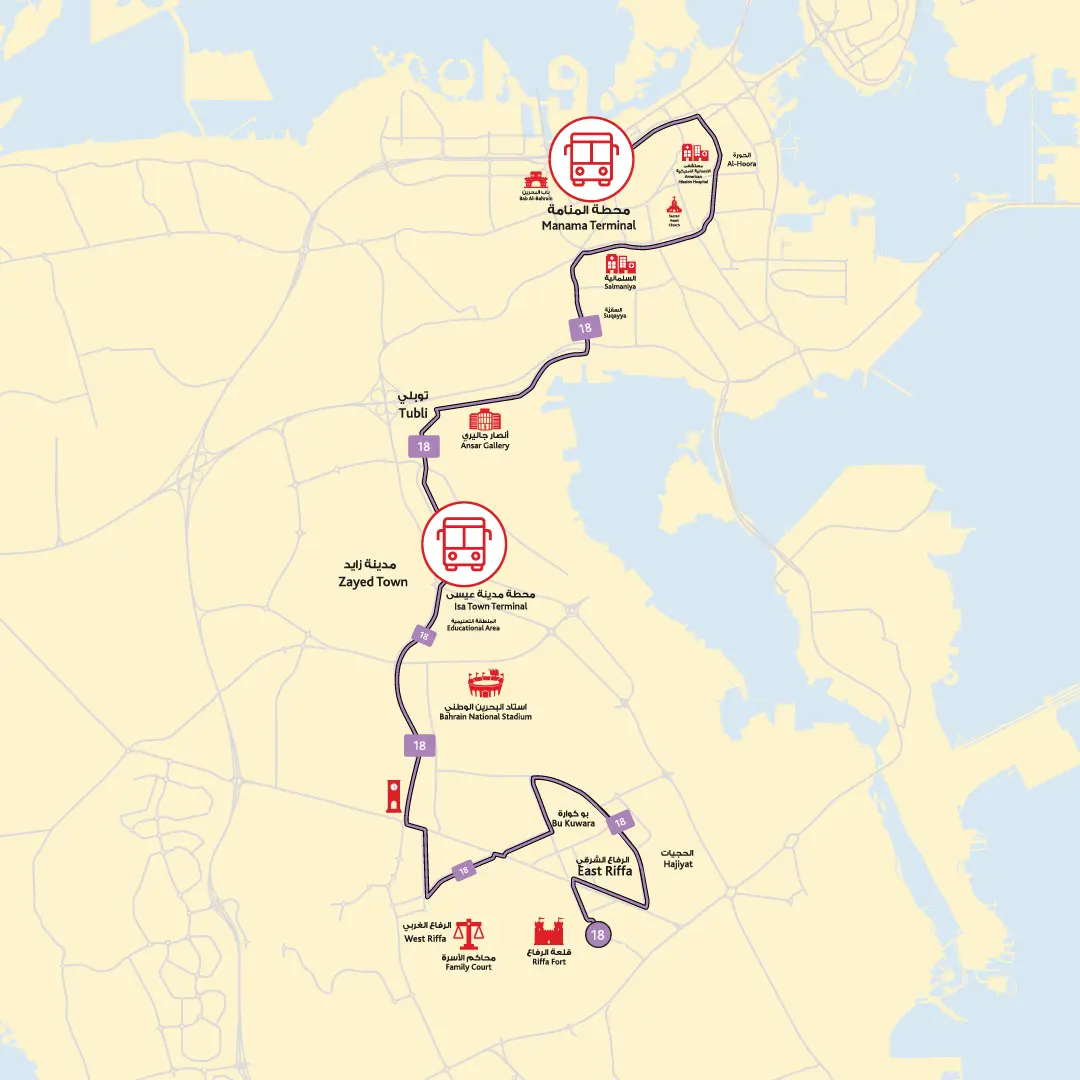 الحورة
Al-Hoora
مستشفى
الارسالية الامريكية
American
Mission Hospital
باب البحرين
Bab Al-Bahrain
محطة المنامة
Manama Terminal
Sacred
Heart
Church
السلمانية
Salmaniya
السقيّة
Suqayya
18
توبلي
Tubli
أنصار جاليري
Ansar Gallery
18
مدينة زايد
Zayed Town
محطة مدينة عيسى
Isa Town Terminal
المنطقة التعليمية
Educational Area
18
استاد البحرين الوطني
Bahrain National Stadium
18
بو كوارة
Bu Kuwara
18
الحجيات
Hajiyat
الرفاع الشرقي
East Riffa
18
الرفاع الغربي
West Riffa
محاكم الأسرة
Family Court
قلعة الرفاع
Riffa Fort
18